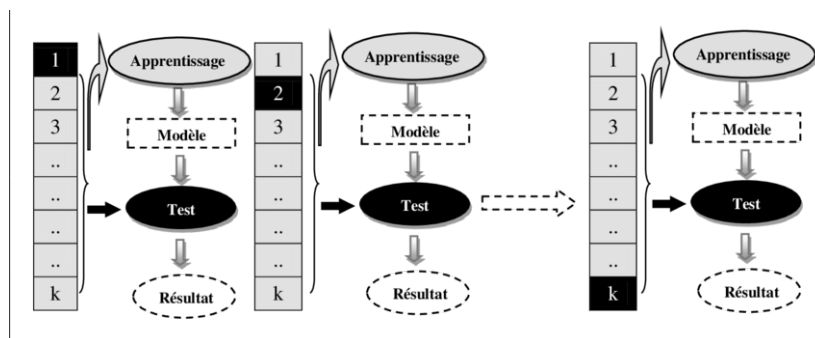 1
2
3
..
..
..
..
k
Apprentissage
Modèle
Test
Résultat
1
2
3
..
..
..
..
k
Apprentissage
Modèle
Test
Résultat
1
2
3
..
..
..
..
k
Apprentissage
Modèle
Test
Résultat